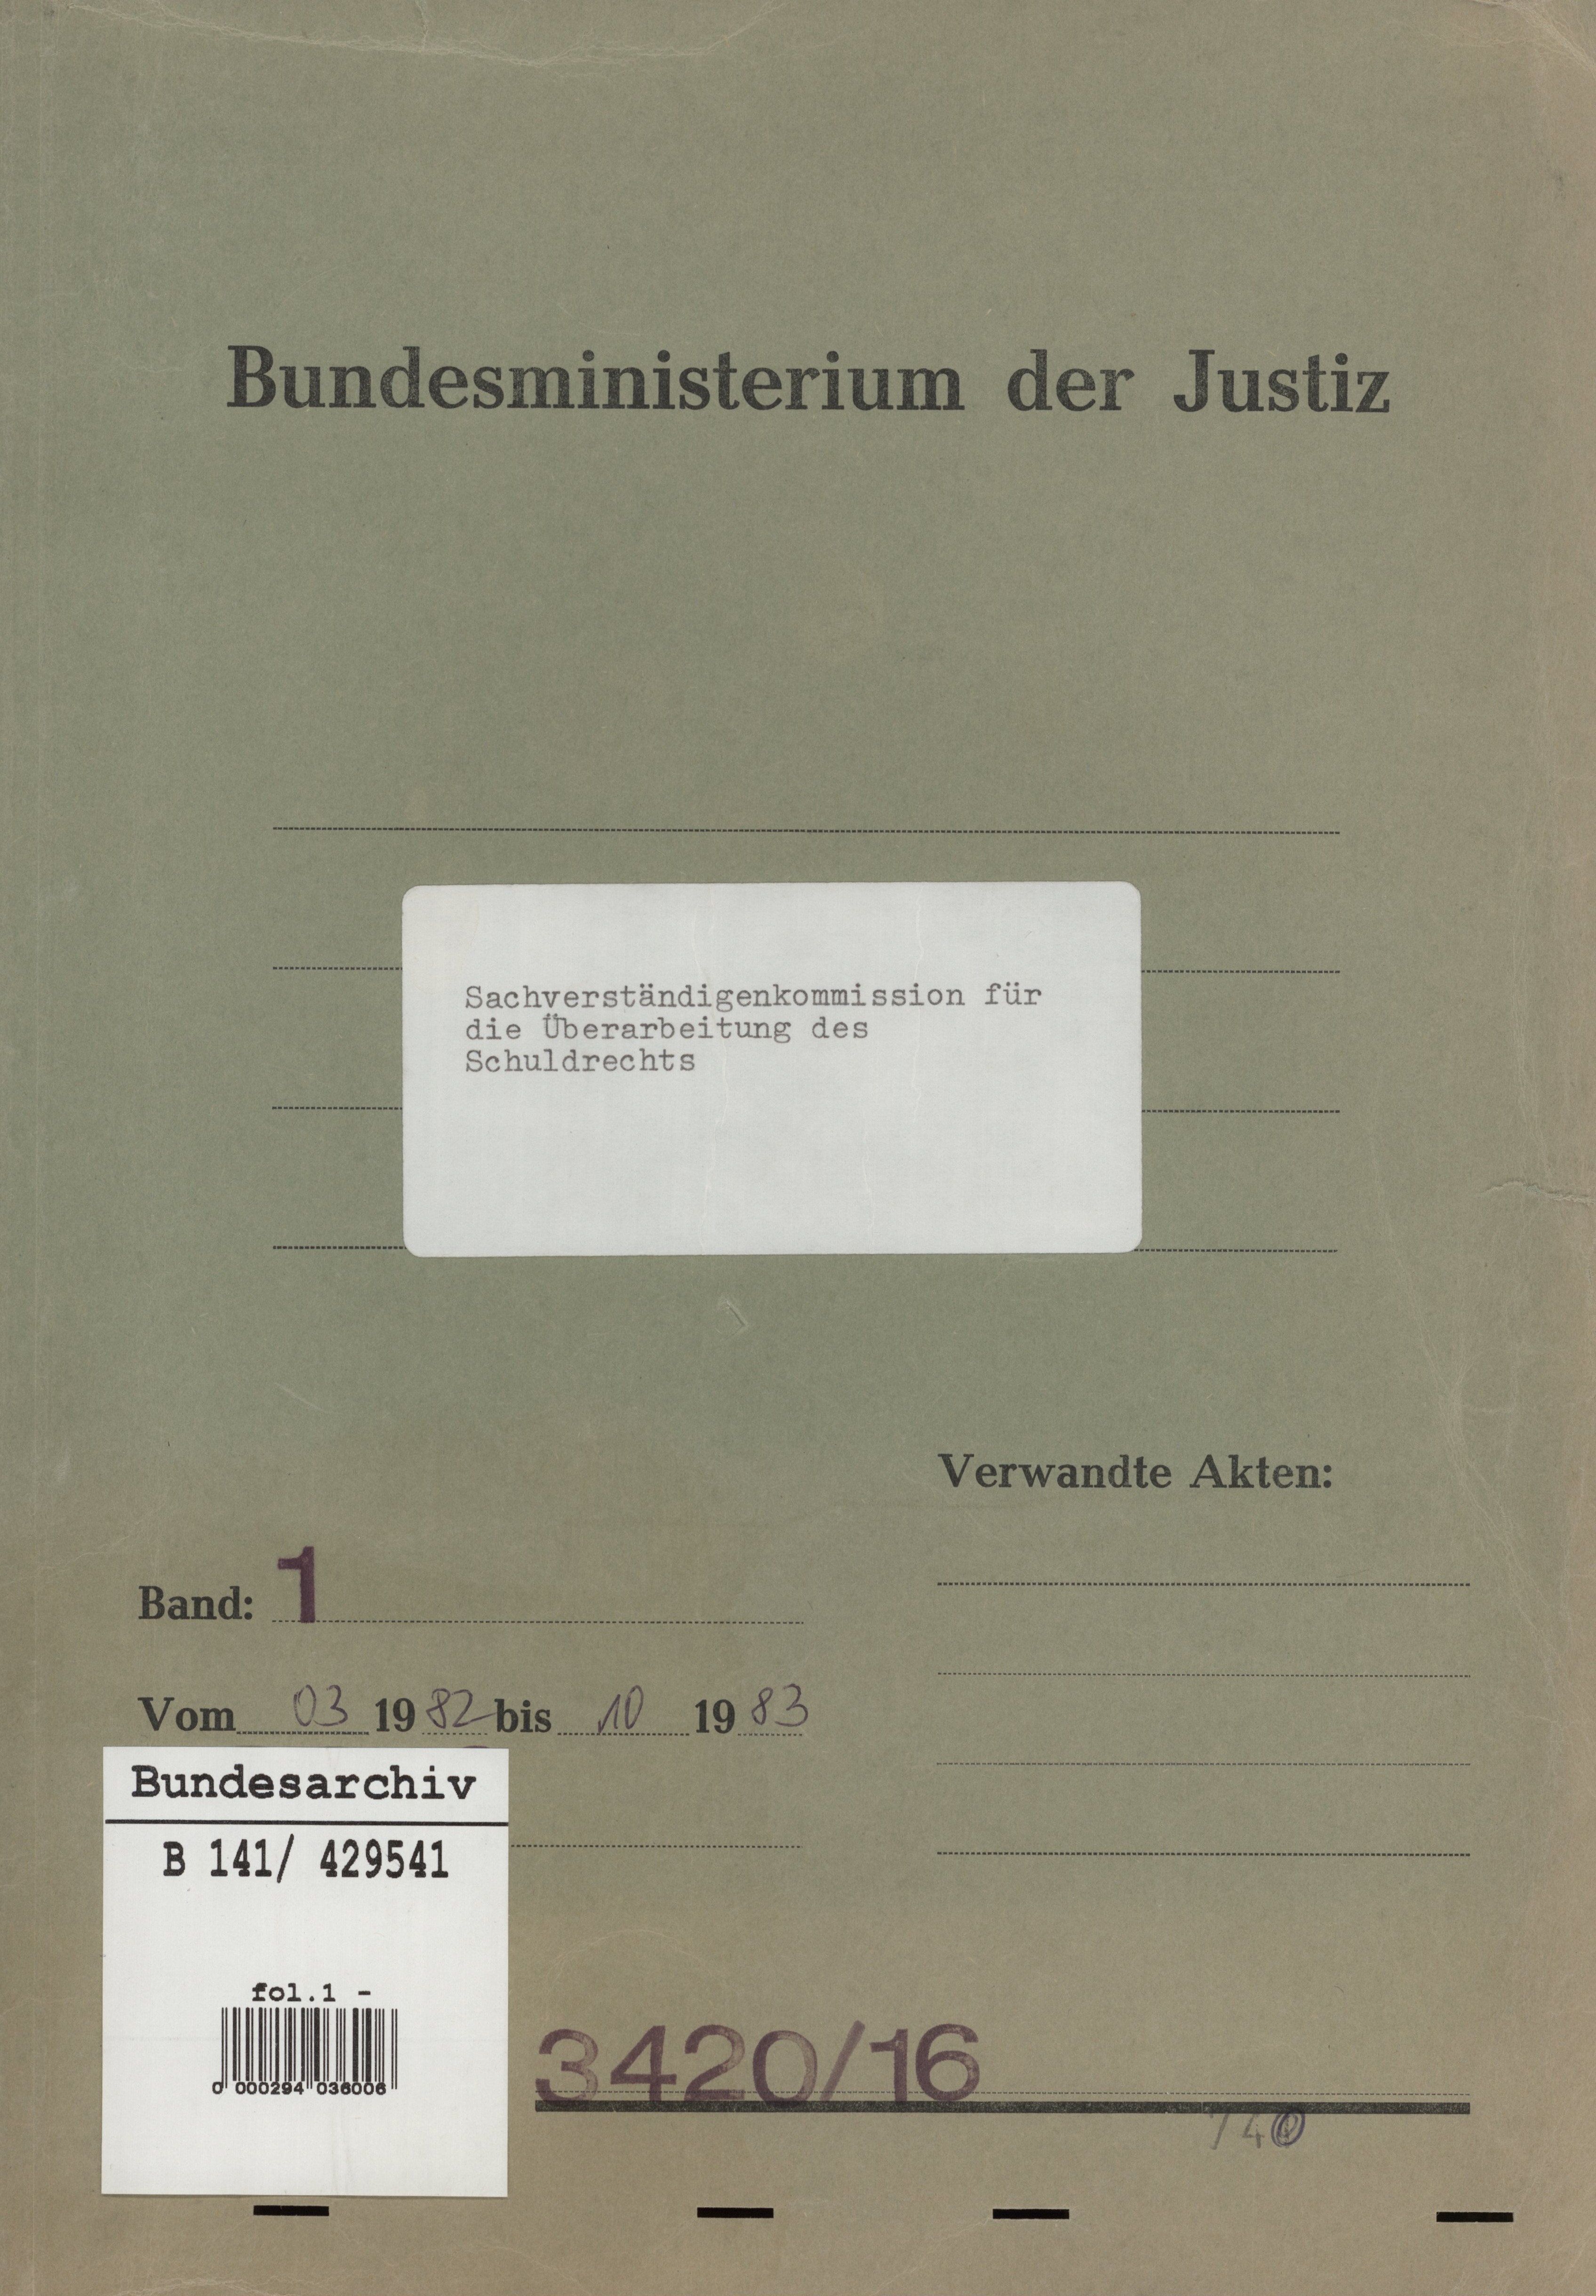 Bundesministerium der Justiz
Sachverständigenkommission für
die Überarbeitung des
Schuldrechts
Verwandte Akten:
Band: 1
Vom 03 1982 bis 10 1983
Bundesarchiv
B 141/ 429541
fol.1 -
0 000294 036006
3420/16